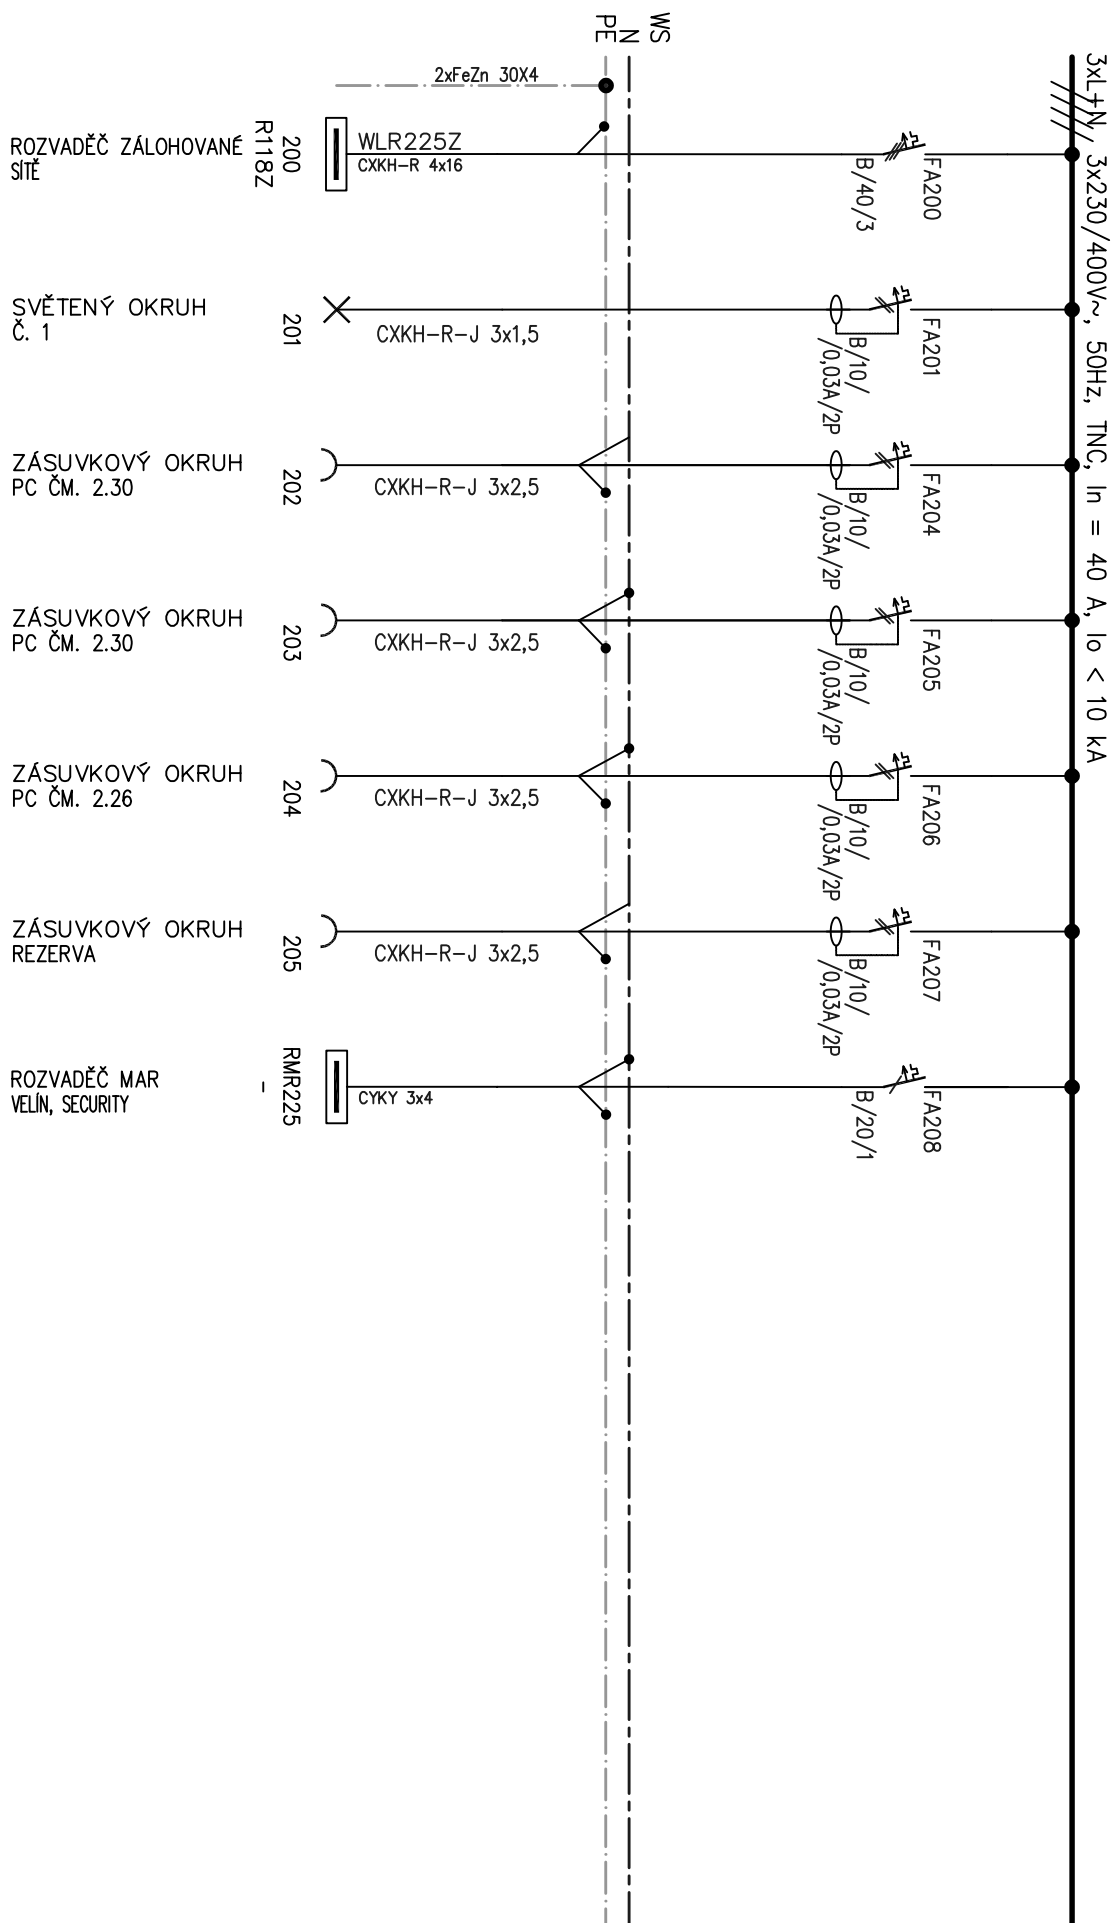 3xL+N, 3x230/400V~, 50Hz, TNC, In = 40 A, Io < 10 kA
WS
N
PE
2xFeZn 30X4
ROZVADĚČ ZÁLOHOVANÉ
SÍTĚ
200
R118Z
WLR225Z
CXKH-R 4x16
FA200
B/40/3
SVĚTENÝ OKRUH
Č. 1
201
CXKH-R-J 3x1,5
FA201
B/10/
/0,03A/2P
ZÁSUVKOVÝ OKRUH
PC ČM. 2.30
202
CXKH-R-J 3x2,5
FA204
B/10/
/0,03A/2P
ZÁSUVKOVÝ OKRUH
PC ČM. 2.30
203
CXKH-R-J 3x2,5
FA205
B/10/
/0,03A/2P
ZÁSUVKOVÝ OKRUH
PC ČM. 2.26
204
CXKH-R-J 3x2,5
FA206
B/10/
/0,03A/2P
ZÁSUVKOVÝ OKRUH
REZERVA
205
CXKH-R-J 3x2,5
FA207
B/10/
/0,03A/2P
ROZVADĚČ MAR
VELÍN, SECURITY
RMR225
-
CYKY 3x4
FA208
B/20/1